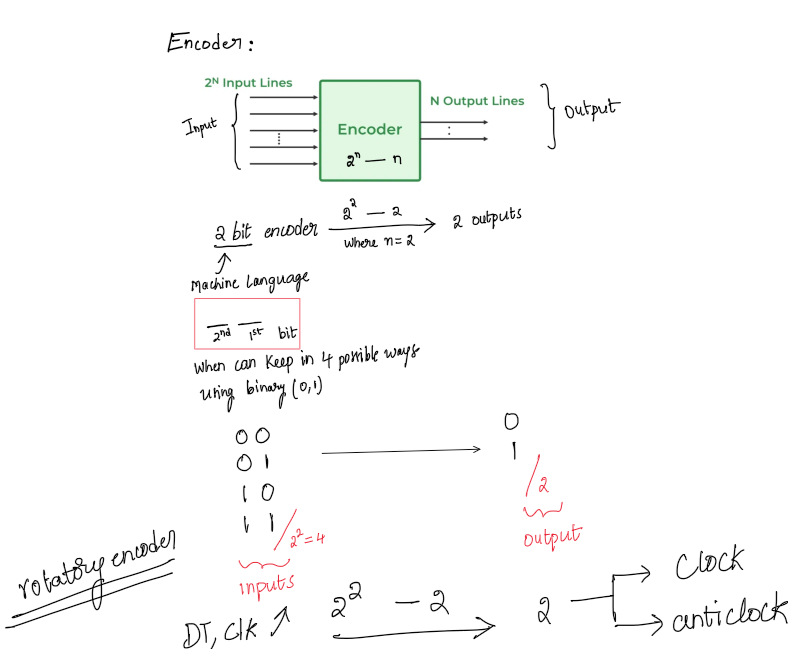 Encoder:
2ᴺ Input Lines
N Output Lines
Input
Output
Encoder
2ⁿ — n
2 bit encoder
2² — 2
where n=2
2 outputs
Machine Language
2nd 1st bit
when can keep in 4 possible ways
using binary (0,1)
0 0
0 1
1 0
1 1
2²=4
inputs
0
1
2
output
rotatory encoder
DT, Clk
2² – 2
2
Clock
anticlock